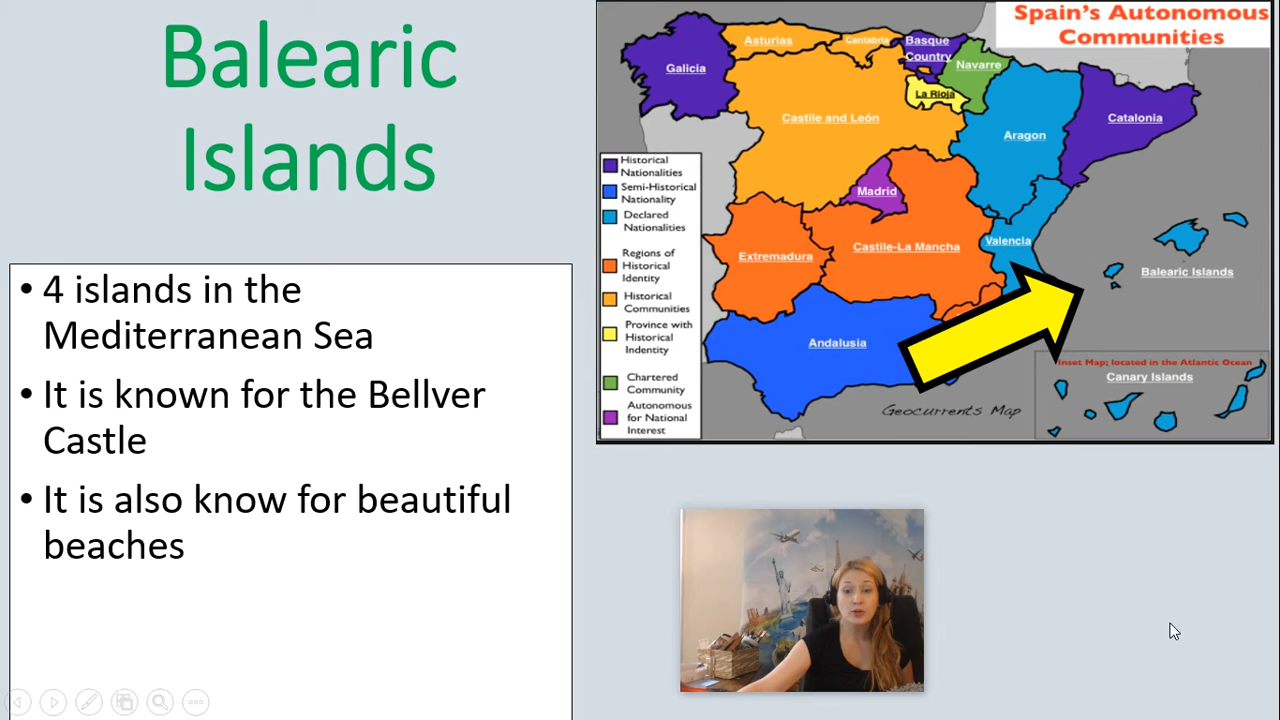 Balearic
Islands
• 4 islands in the
Mediterranean Sea
• It is known for the Bellver
Castle
• It is also know for beautiful
beaches
Spain's Autonomous
Communities
Galicia
Asturias
Cantabria
Basque
Country
Navarre
La Rioja
Castile and León
Aragon
Catalonia
Madrid
Extremadura
Castile-La Mancha
Valencia
Balearic Islands
Andalusia
Historical
Nationalities
Semi-Historical
Nationality
Declared
Nationalities
Regions of
Historical
Identity
Historical
Communities
Province with
Historical
Indentity
Chartered
Community
Autonomous
for National
Interest
Inset Map; located in the Atlantic Ocean
Canary Islands
Geocurrents Map